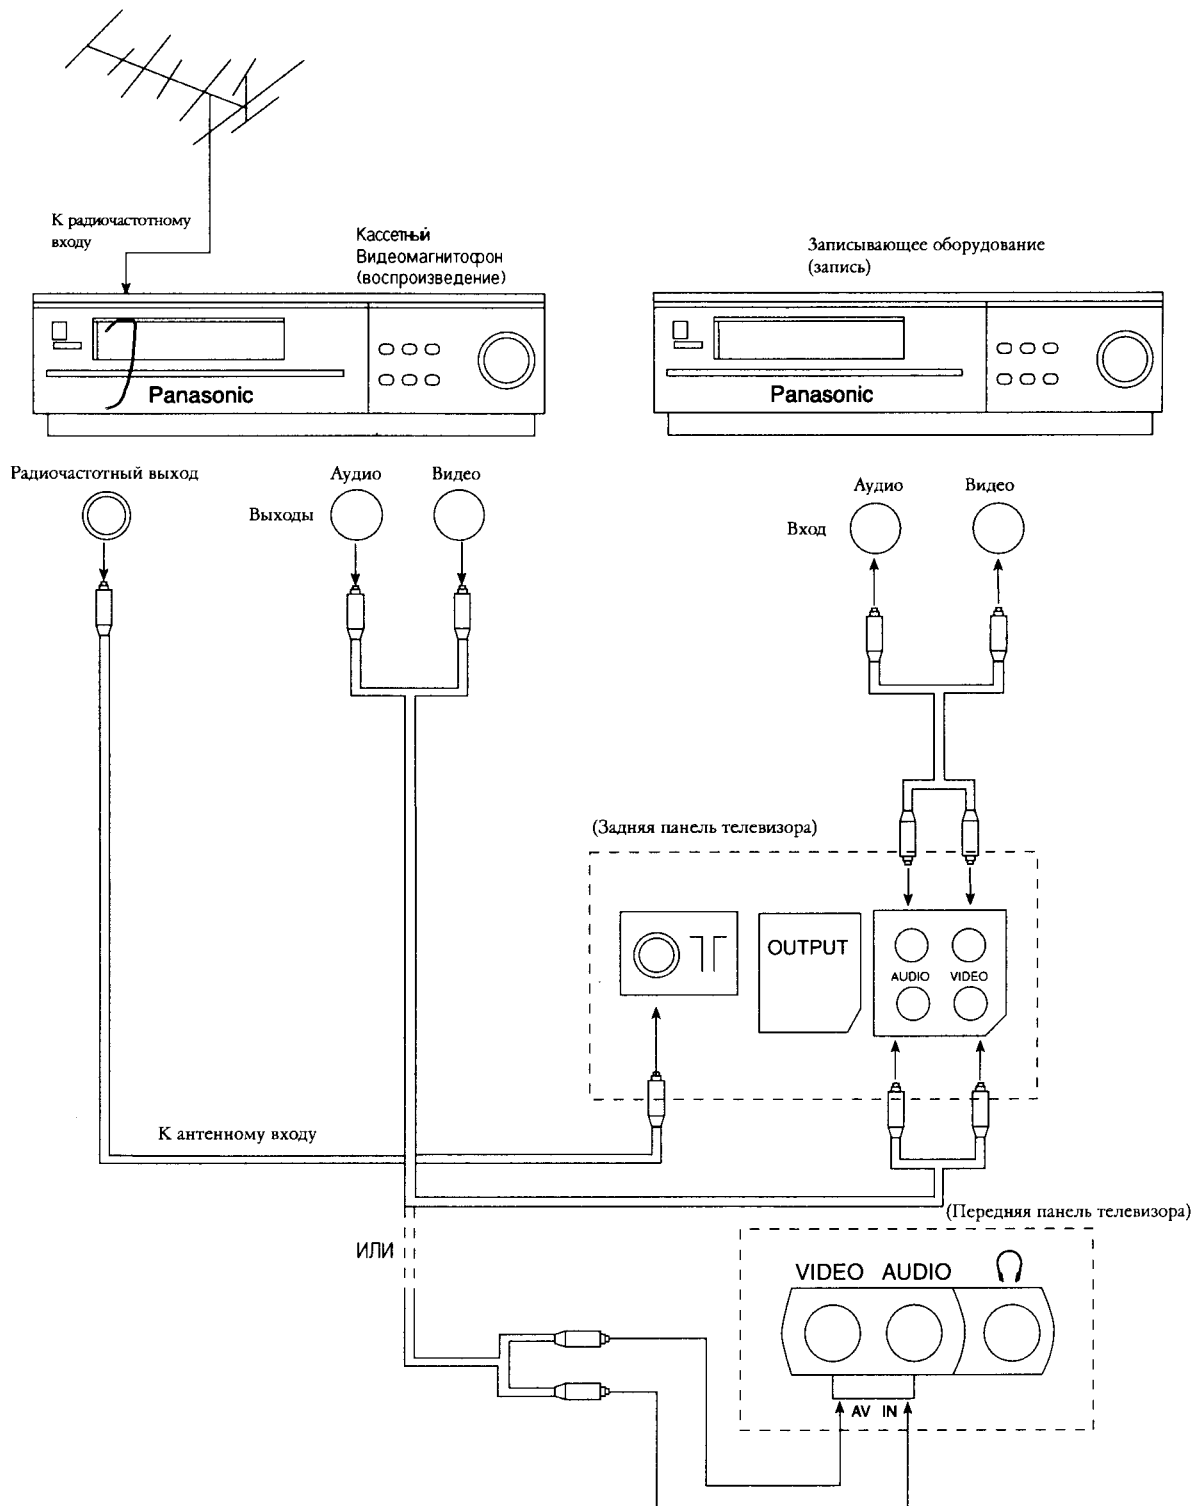 К радиочастотному
входу
Кассетный
Видеомагнитофон
(воспроизведение)
Записывающее оборудование
(запись)
Panasonic
Panasonic
Радиочастотный выход
Аудио
Видео
Выходы
Аудио
Видео
Вход
(Задняя панель телевизора)
OUTPUT
AUDIO
VIDEO
К антенному входу
(Передняя панель телевизора)
ИЛИ
VIDEO
AUDIO
AV IN